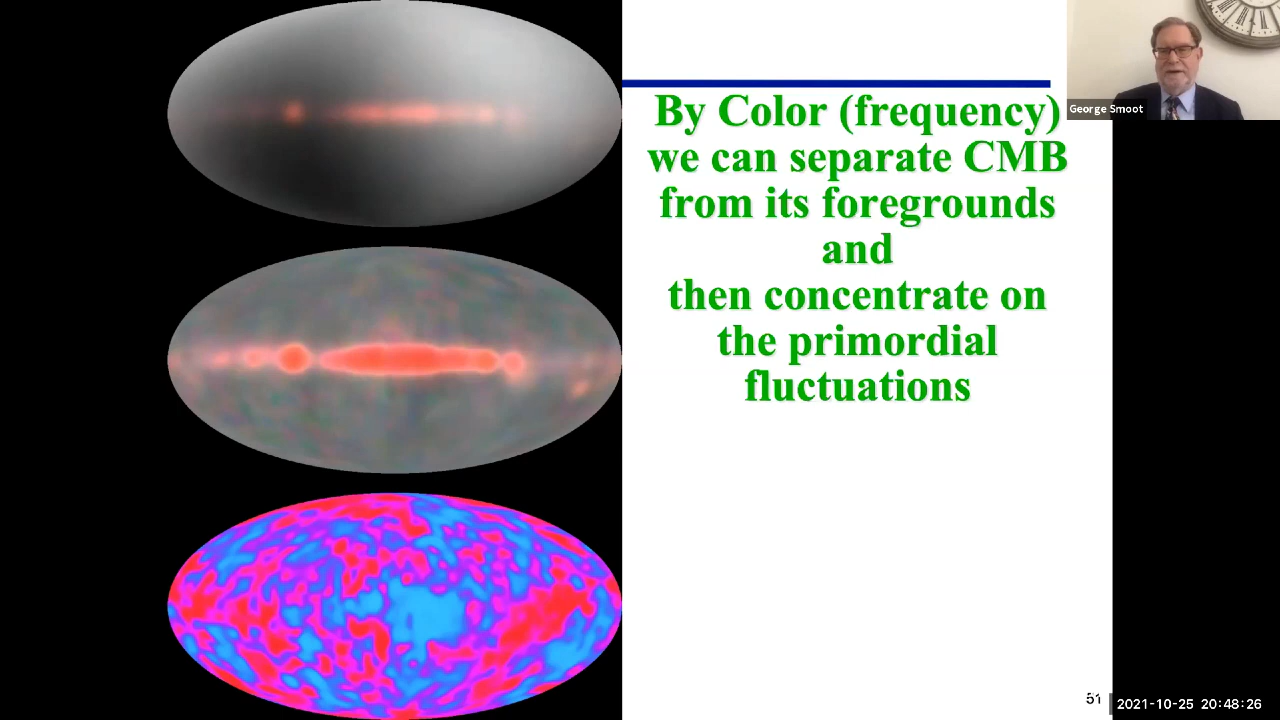 By Color (frequency)
we can separate CMB
from its foregrounds
and
then concentrate on
the primordial
fluctuations
George Smoot
51
2021-10-25 20:48:26